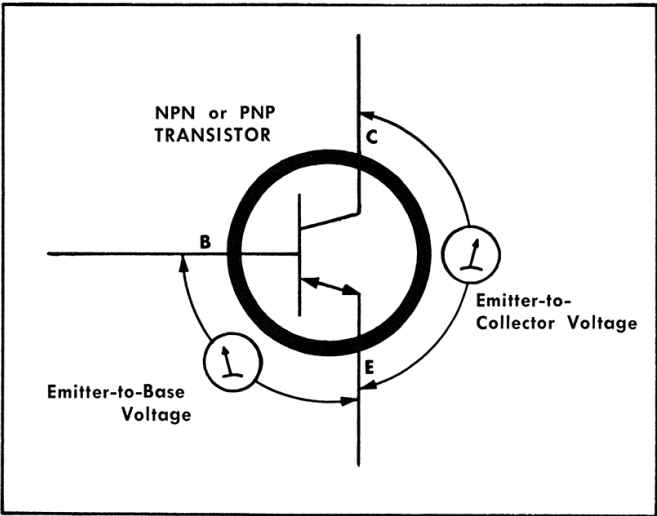 NPN or PNP
TRANSISTOR
C
B
Emitter-to-
Collector Voltage
E
Emitter-to-Base
Voltage